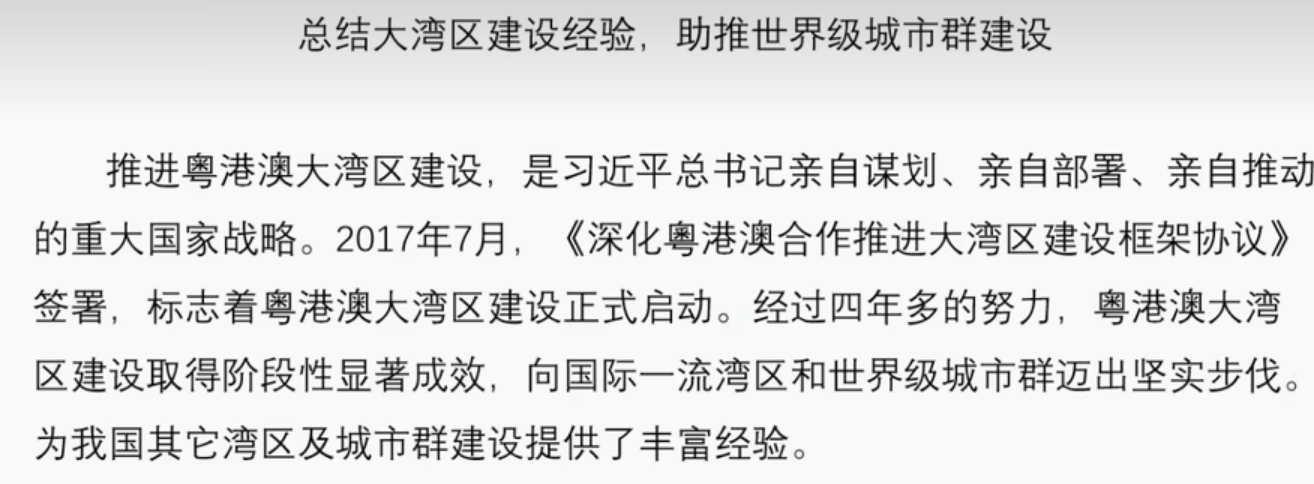 总结大湾区建设经验，助推世界级城市群建设
推进粤港澳大湾区建设，是习近平总书记亲自谋划、亲自部署、亲自推动
的重大国家战略。2017年7月，《深化粤港澳合作推进大湾区建设框架协议》
签署，标志着粤港澳大湾区建设正式启动。经过四年多的努力，粤港澳大湾
区建设取得阶段性显著成效，向国际一流湾区和世界级城市群迈出坚实步伐。
为我国其它湾区及城市群建设提供了丰富经验。